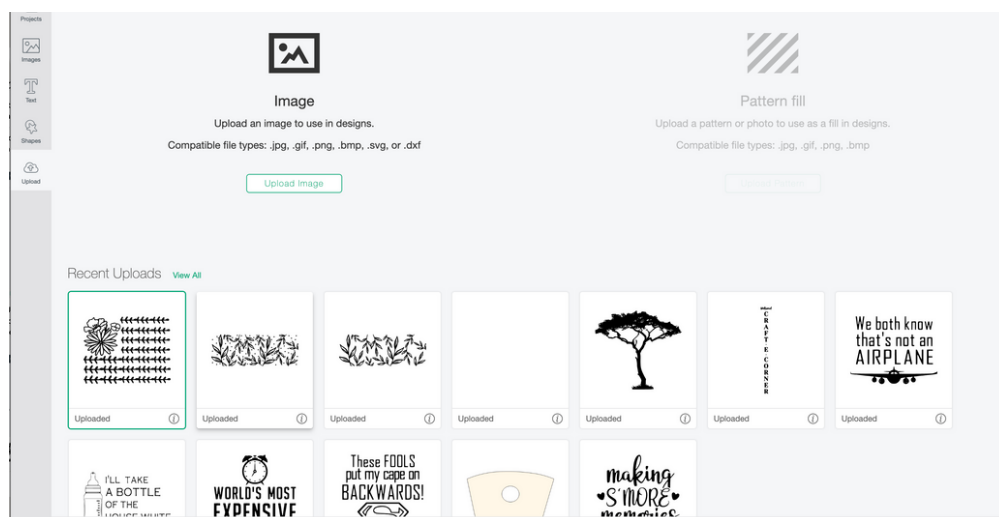 Projects
Images
Text
Shapes
Upload
Image
Upload an image to use in designs.
Compatible file types: .jpg, .gif, .png, .bmp, .svg, or .dxf
Upload Image
Pattern fill
Upload a pattern or photo to use as a fill in designs.
Compatible file types: .jpg, .gif, .png, .bmp
Recent Uploads View All
CRAFT-E-CORNER
We both know
that's not an
AIRPLANE
Uploaded
Uploaded
Uploaded
Uploaded
Uploaded
Uploaded
Uploaded
I'LL TAKE
A BOTTLE
OF THE
HOUSE WHITE
WORLD'S MOST
EXPENSIVE
These FOOLS
put my cape on
BACKWARDS!
making
S'MORE
memories